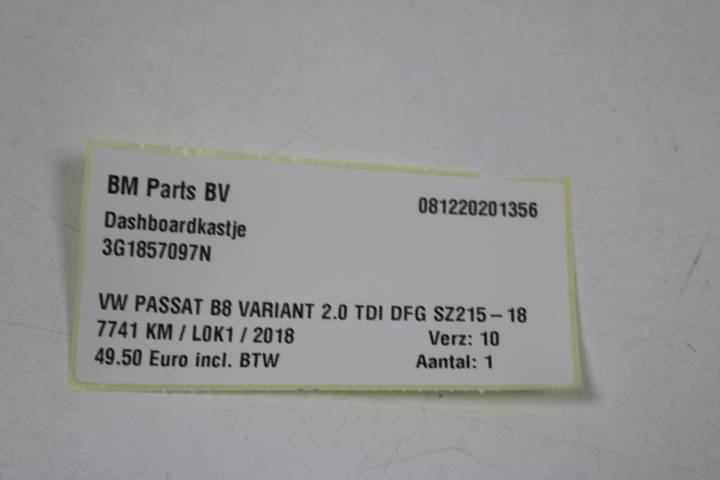 BM Parts BV
081220201356
Dashboardkastje
3G1857097N
VW PASSAT B8 VARIANT 2.0 TDI DFG SZ215-18
7741 KM / L0K1 / 2018 Verz: 10
49.50 Euro incl. BTW Aantal: 1